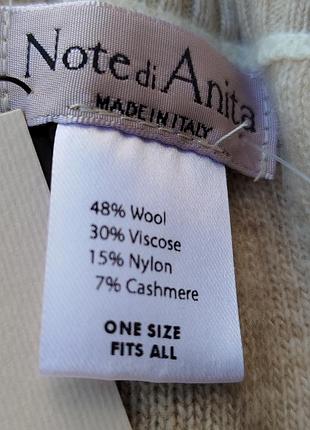 Note di Anita
MADE IN ITALY
48% Wool
30% Viscose
15% Nylon
7% Cashmere
ONE SIZE
FITS ALL